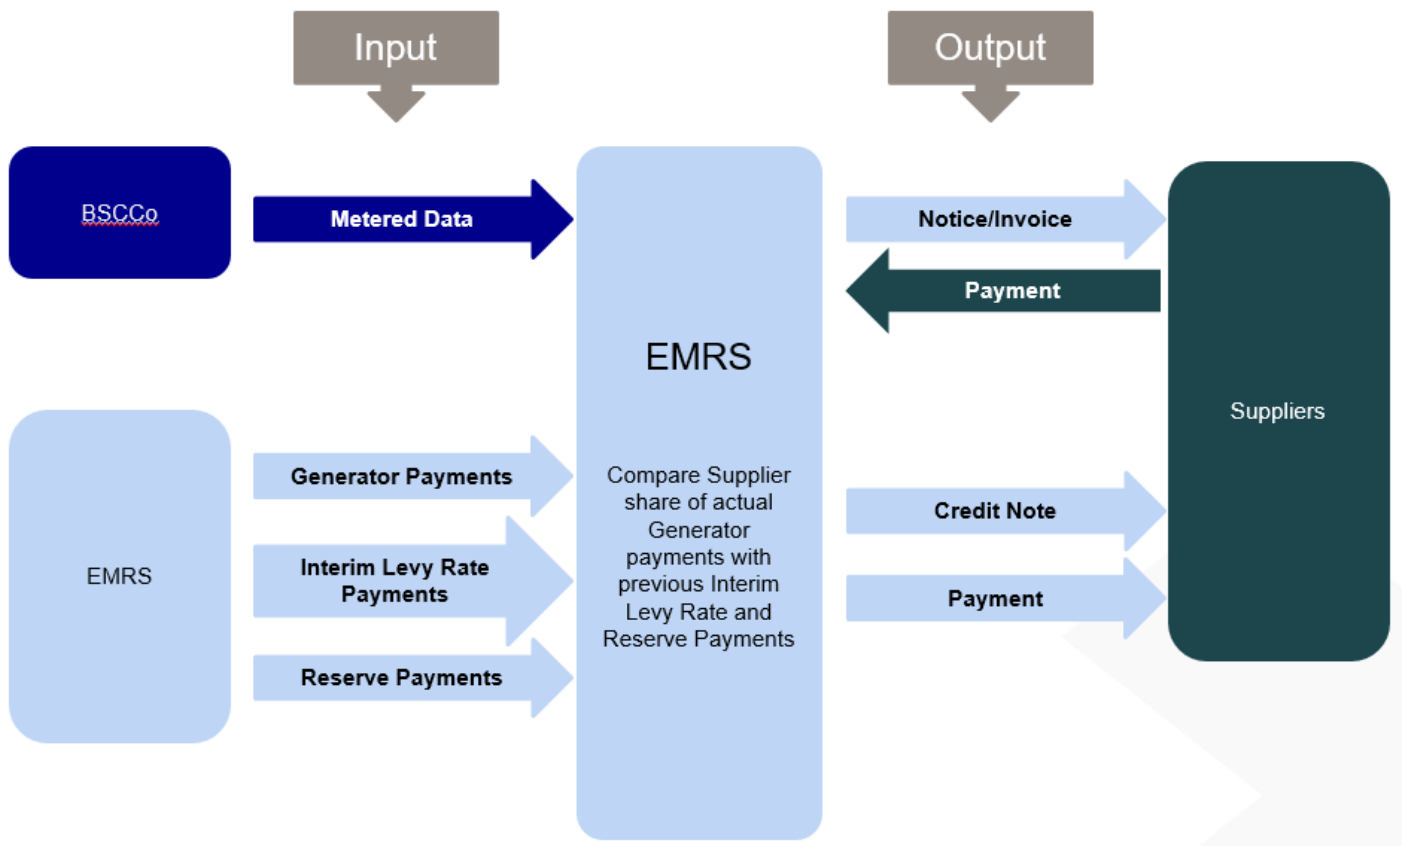 Input
Output
BSCCo
Metered Data
Notice/Invoice
Payment
EMRS
Suppliers
Generator Payments
Compare Supplier
share of actual
Generator
payments with
previous Interim
Levy Rate and
Reserve Payments
Credit Note
EMRS
Interim Levy Rate
Payments
Payment
Reserve Payments